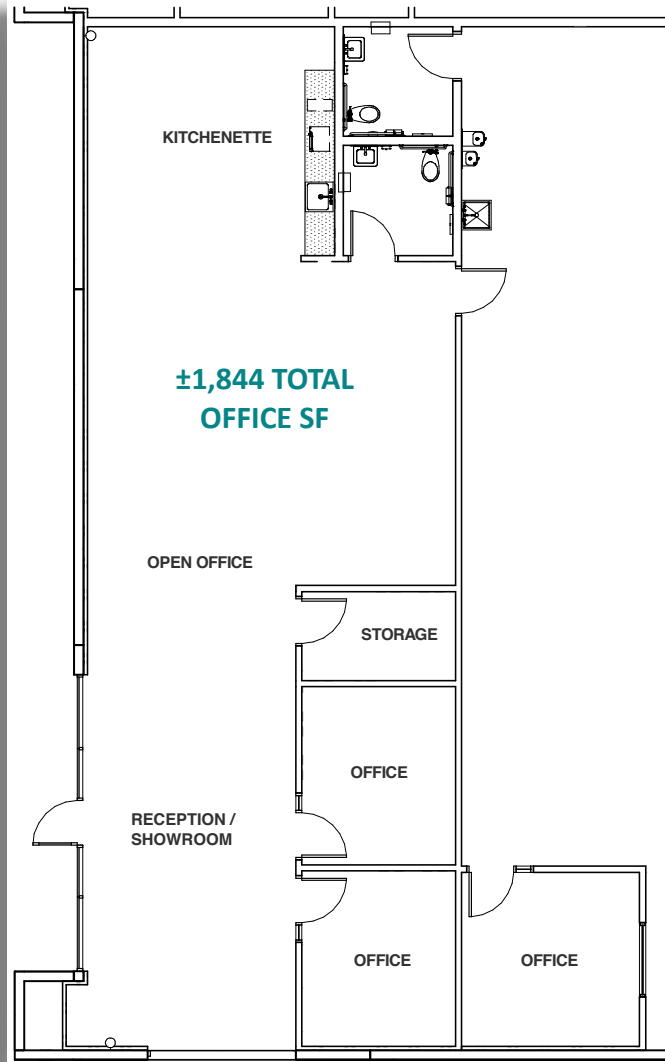 KITCHENETTE
±1,844 TOTAL
OFFICE SF
OPEN OFFICE
STORAGE
OFFICE
RECEPTION /
SHOWROOM
OFFICE
OFFICE